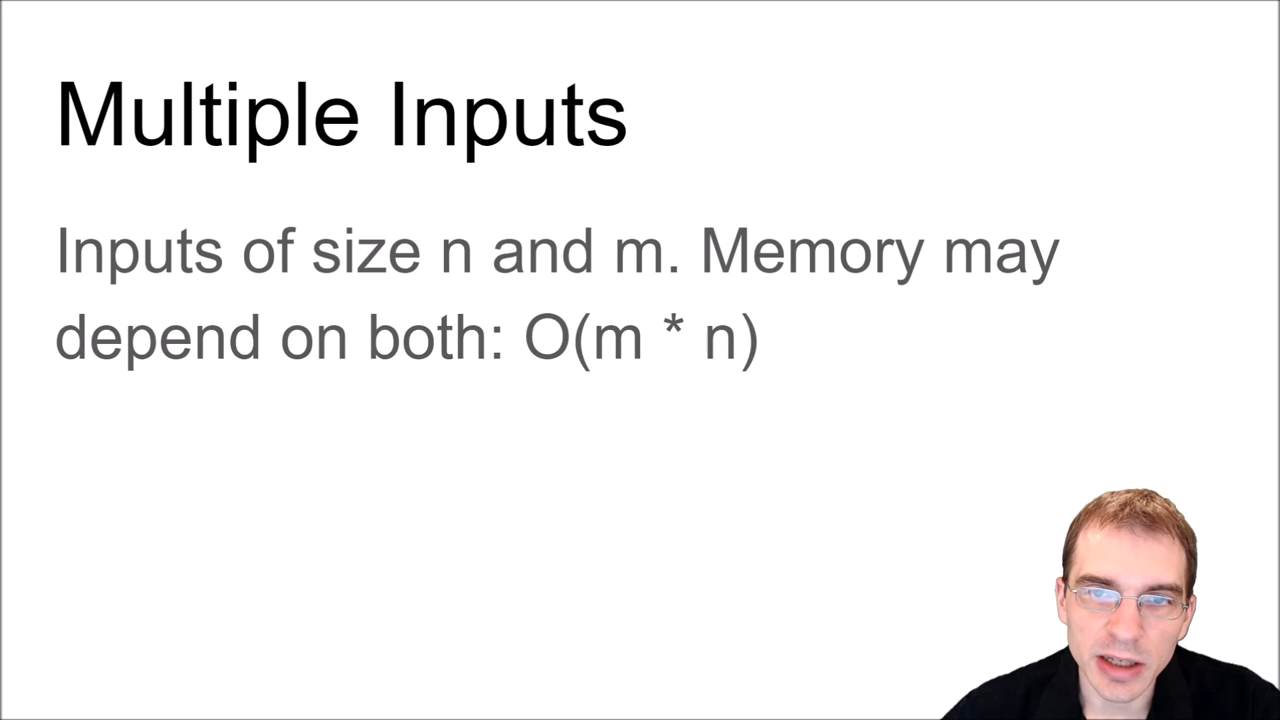 Multiple Inputs
Inputs of size n and m. Memory may
depend on both: O(m * n)